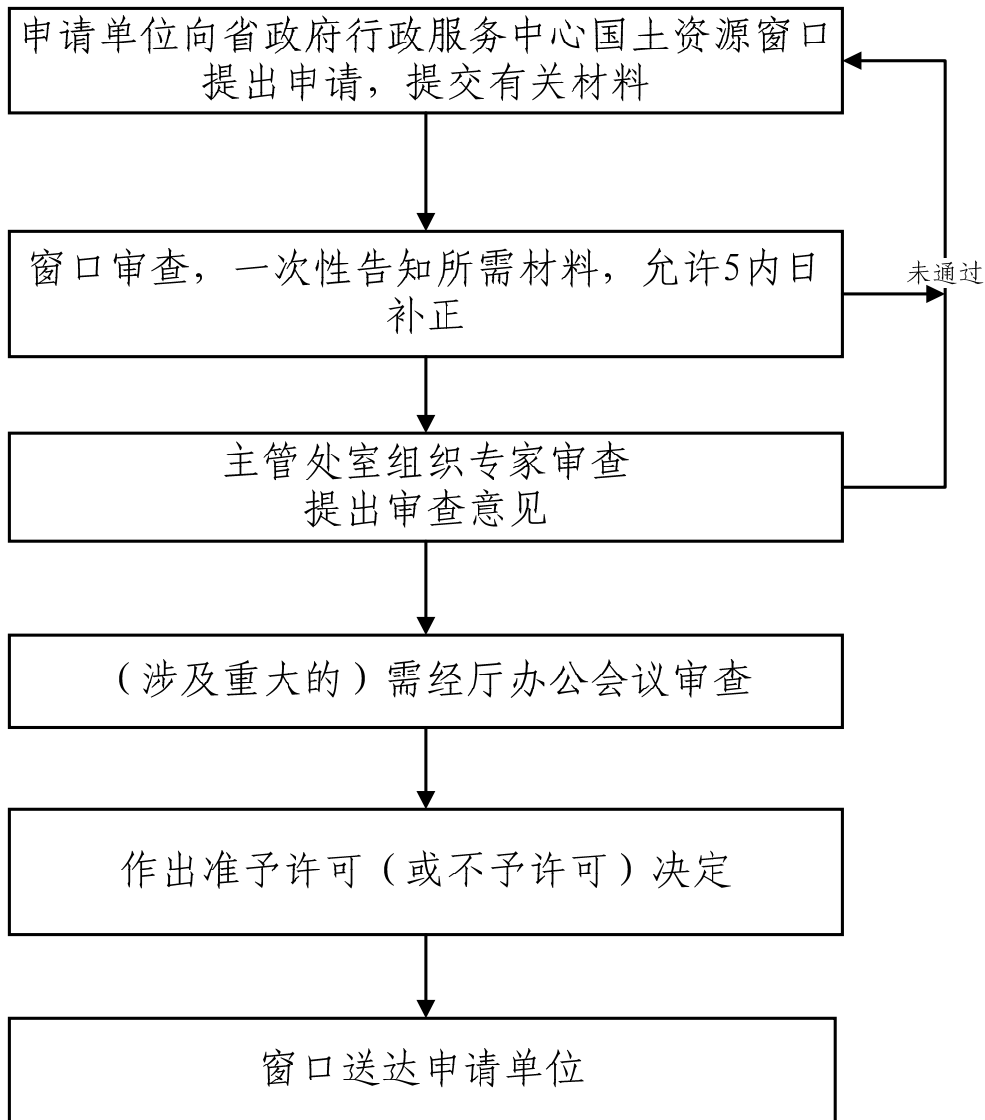 申请单位向省政府行政服务中心国土资源窗口
提出申请，提交有关材料
窗口审查，一次性告知所需材料，允许5内日
补正
未通过
主管处室组织专家审查
提出审查意见
（涉及重大的）需经厅办公会议审查
作出准予许可（或不予许可）决定
窗口送达申请单位